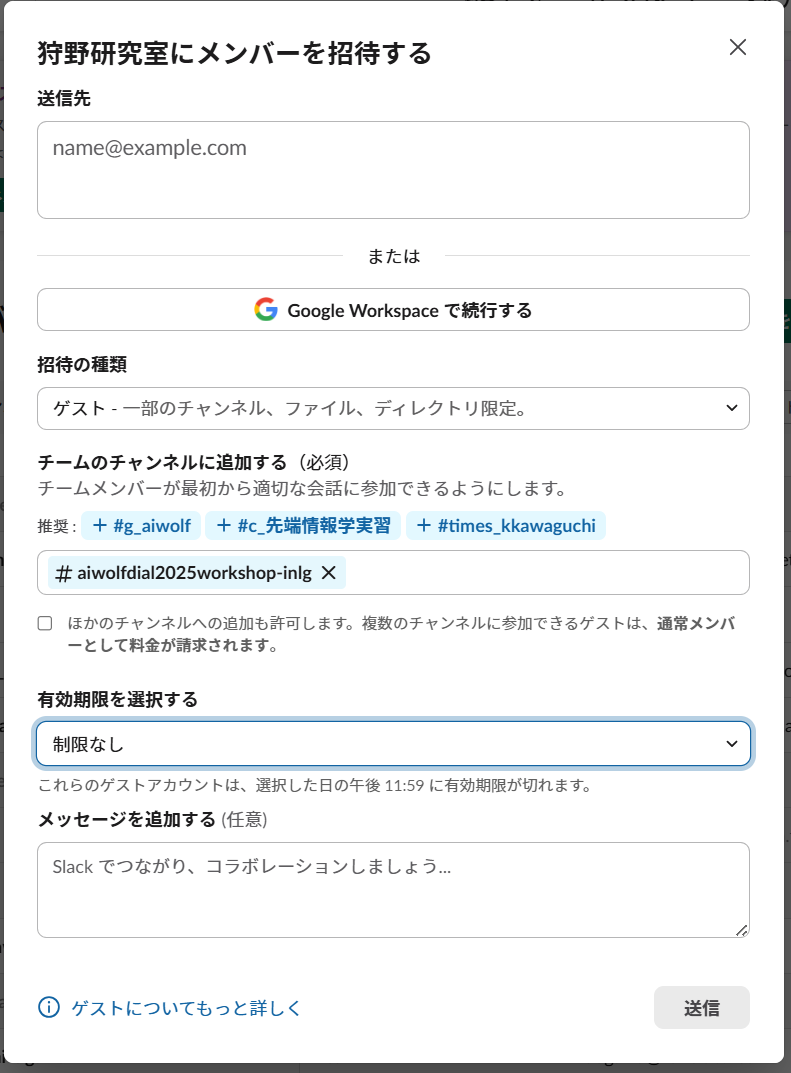 狩野研究室にメンバーを招待する
送信先
name@example.com
または
Google Workspace で続行する
招待の種類
ゲスト - 一部のチャンネル、ファイル、ディレクトリ限定。
チームのチャンネルに追加する（必須）
チームメンバーが最初から適切な会話に参加できるようにします。
推奨 : + #g_aiwolf + #c_先端情報学実習 + #times_kkawaguchi
# aiwolfdial2025workshop-inlg ×
ほかのチャンネルへの追加も許可します。複数のチャンネルに参加できるゲストは、通常メンバ
ーとして料金が請求されます。
有効期限を選択する
制限なし
これらのゲストアカウントは、選択した日の午後 11:59 に有効期限が切れます。
メッセージを追加する (任意)
Slack でつながり、コラボレーションしましょう...
ゲストについてもっと詳しく
送信